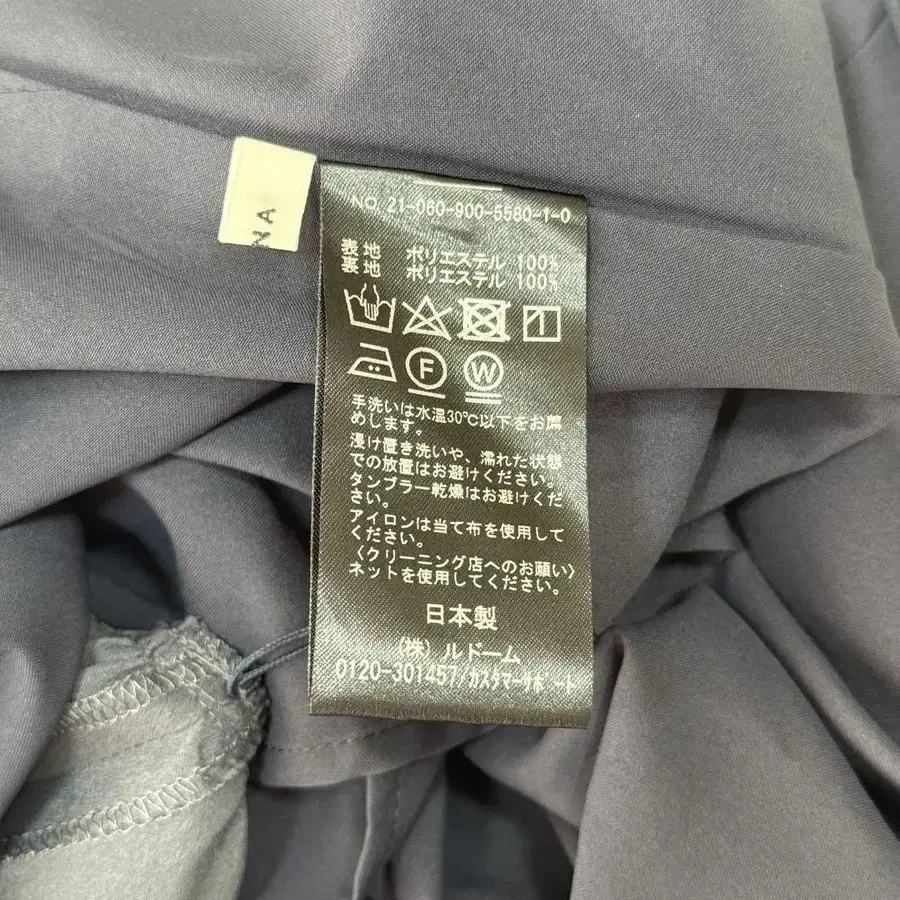 NA
NO. 21-060-900-5580-1-0
表地 ポリエステル 100%
裏地 ポリエステル 100%
F W
手洗いは水温30℃以下をお薦
めします。
浸け置き洗いや、濡れた状態
での放置はお避けください。
タンブラー乾燥はお避けくだ
さい。
アイロンは当て布を使用して
ください。
〈クリーニング店へのお願い〉
ネットを使用してください。
日本製
(株) ルドーム
0120-301457/カスタマーサポート